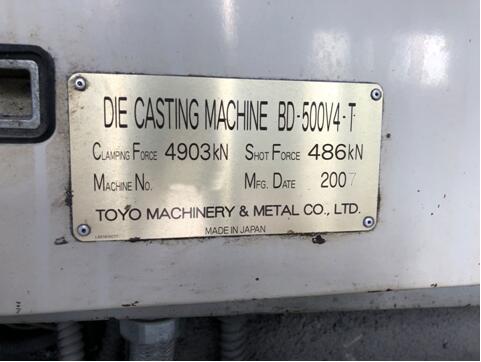 DIE CASTING MACHINE BD-500V4-T
CLAMPING FORCE 4903KN SHOT FORCE 486KN
MACHINE NO. MFG. DATE 2007
TOYO MACHINERY & METAL CO., LTD.
MADE IN JAPAN